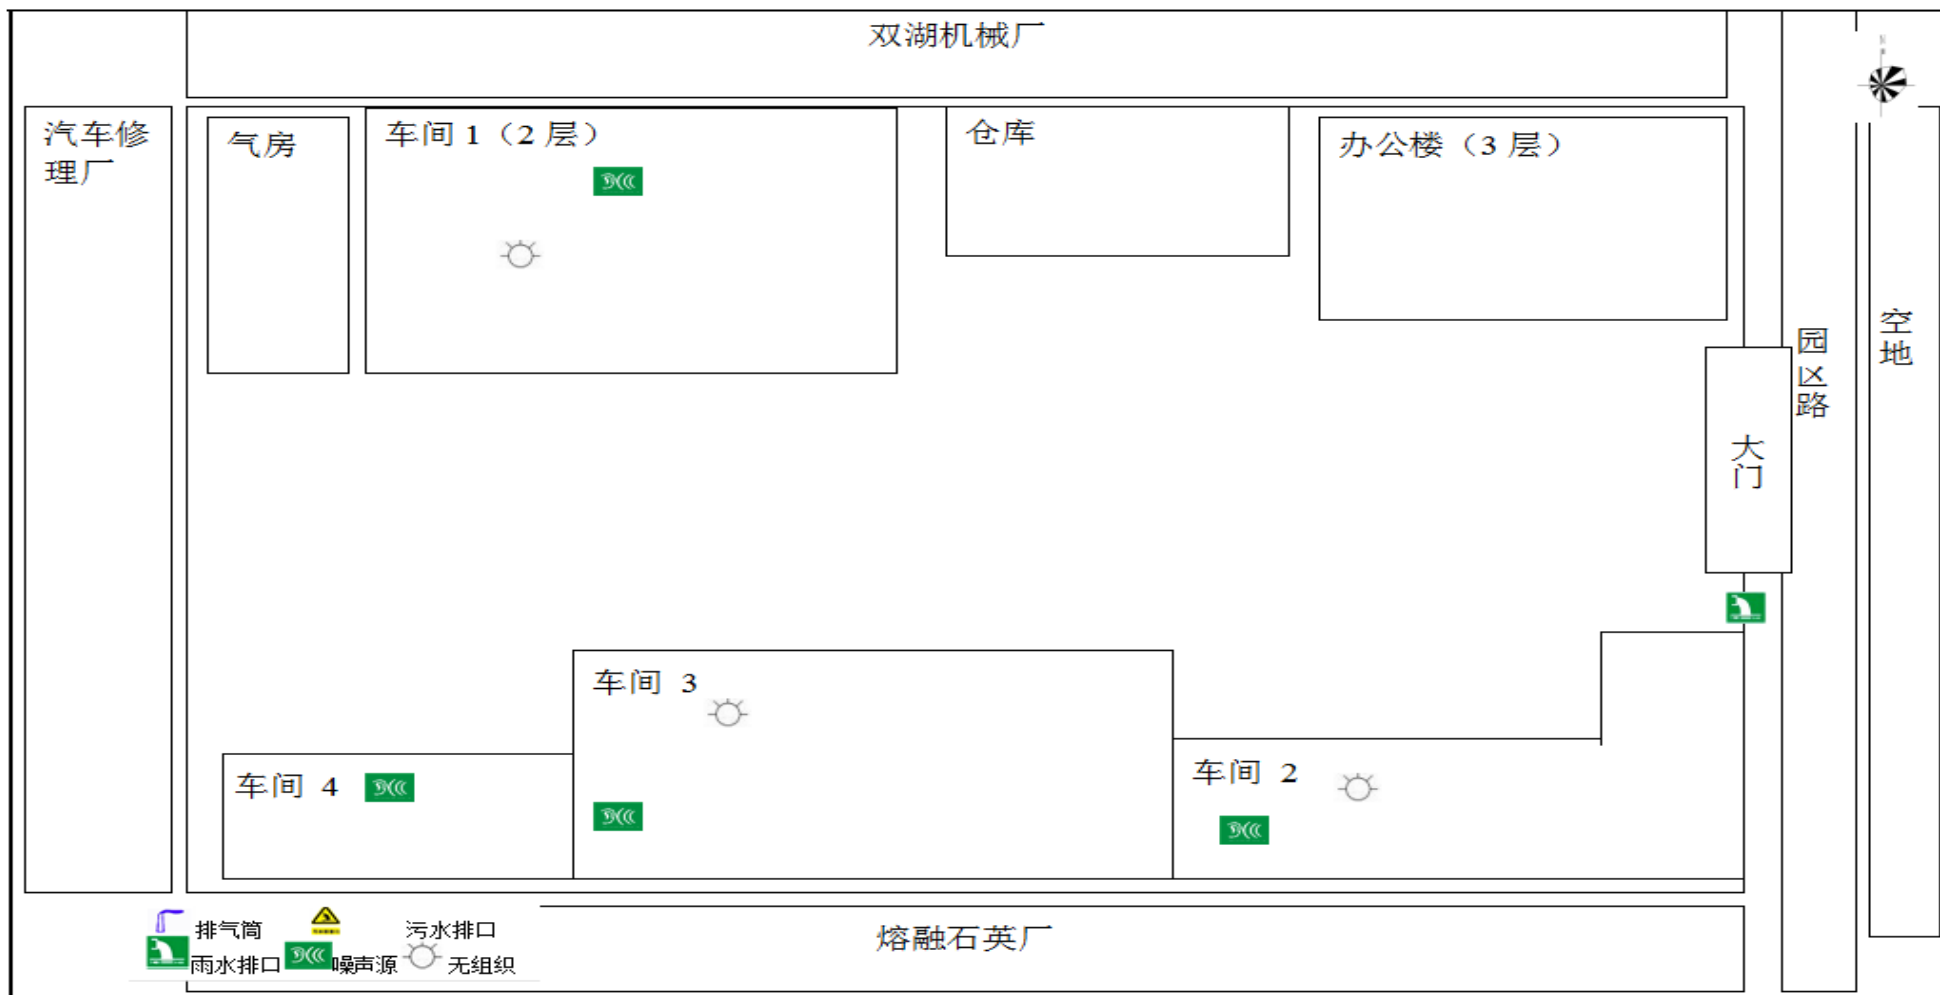 双湖机械厂
汽车修
理厂
气房
车间 1（2 层）
仓库
办公楼（3 层）
空
地
园
区
路
大
门
车间 3
车间 4
车间 2
排气筒
污水排口
雨水排口
噪声源
无组织
熔融石英厂